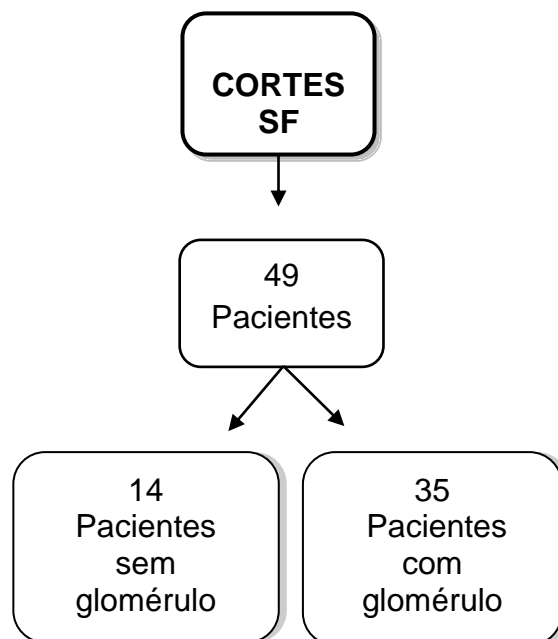 CORTES
SF
49
Pacientes
14
Pacientes
sem
glomérulo
35
Pacientes
com
glomérulo